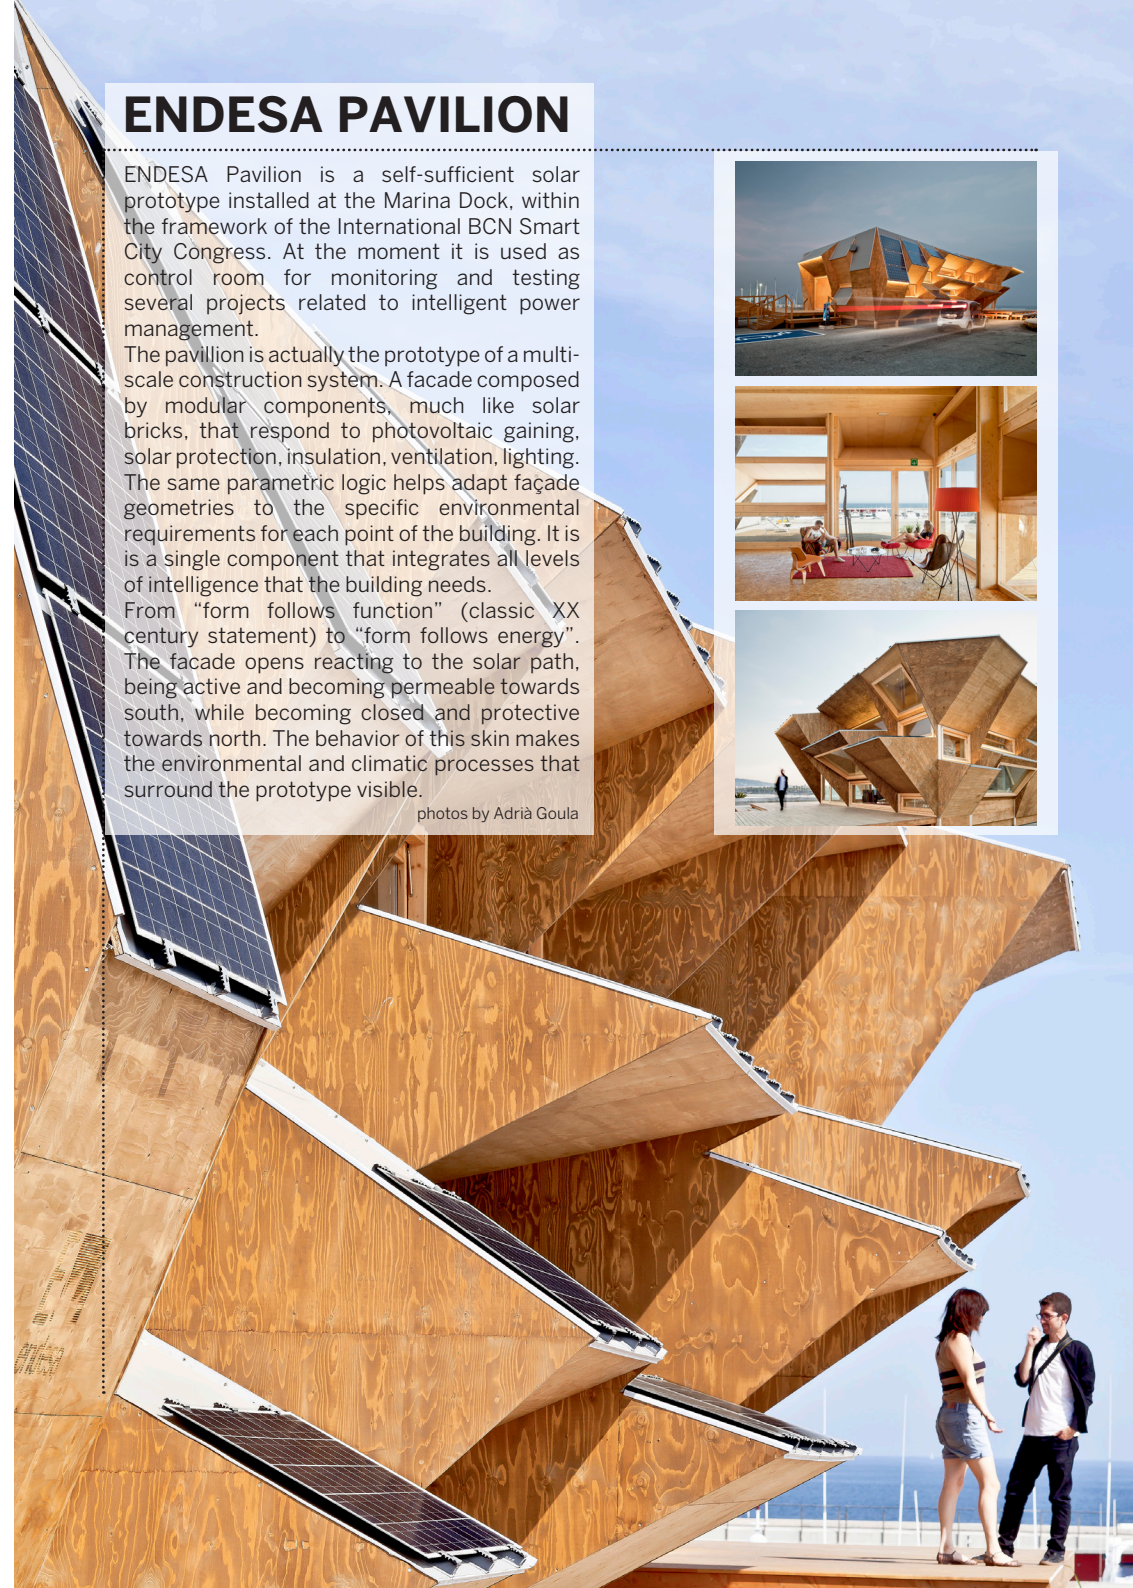 ENDESA PAVILION
ENDESA Pavilion is a self-sufficient solar
prototype installed at the Marina Dock, within
the framework of the International BCN Smart
City Congress. At the moment it is used as
control room for monitoring and testing
several projects related to intelligent power
management.
The pavillion is actually the prototype of a multi-
scale construction system. A facade composed
by modular components, much like solar
bricks, that respond to photovoltaic gaining,
solar protection, insulation, ventilation, lighting.
The same parametric logic helps adapt façade
geometries to the specific environmental
requirements for each point of the building. It is
is a single component that integrates all levels
of intelligence that the building needs.
From “form follows function” (classic XX
century statement) to “form follows energy”.
The facade opens reacting to the solar path,
being active and becoming permeable towards
south, while becoming closed and protective
towards north. The behavior of this skin makes
the environmental and climatic processes that
surround the prototype visible.
photos by Adrià Goula